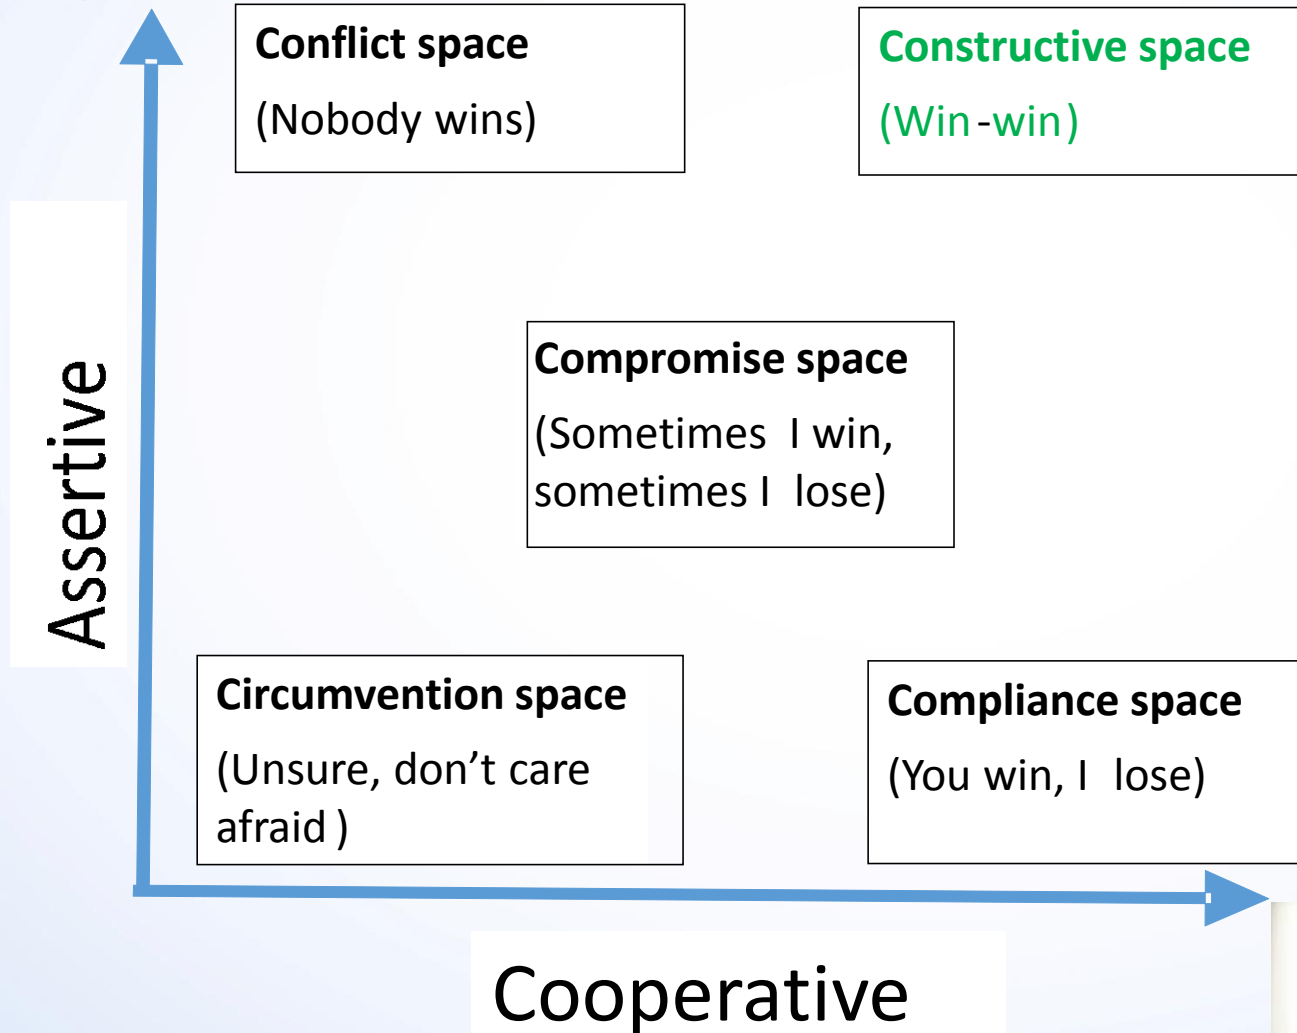 Conflict space
(Nobody wins)
Constructive space
(Win-win)
Assertive
Compromise space
(Sometimes I win,
sometimes I lose)
Circumvention space
(Unsure, don’t care
afraid )
Compliance space
(You win, I lose)
Cooperative